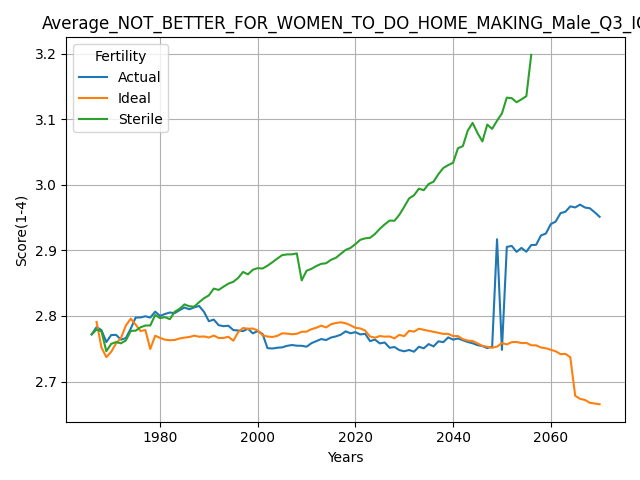 Average_NOT_BETTER_FOR_WOMEN_TO_DO_HOME_MAKING_Male_Q3_IC
Fertility
Actual
Ideal
Sterile
3.2
3.1
3.0
2.9
2.8
2.7
Score(1-4)
1980
2000
2020
2040
2060
Years